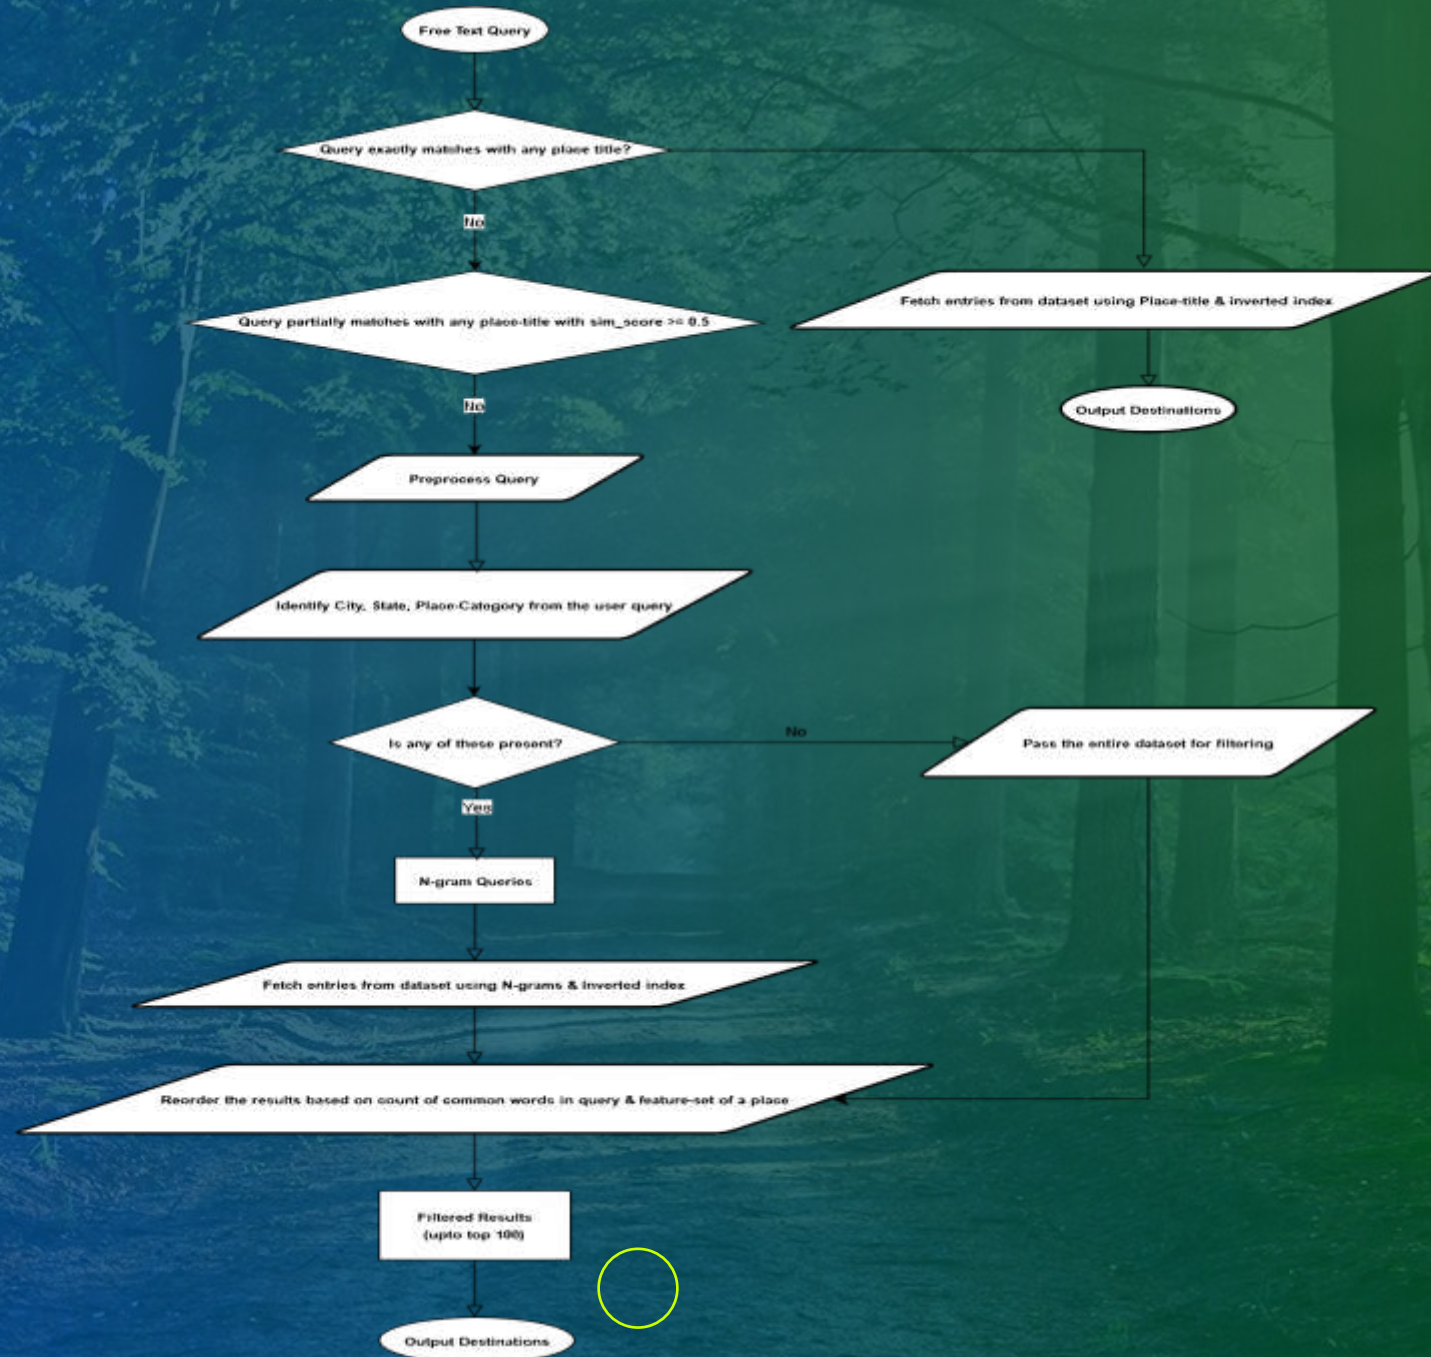 Free Text Query
Query exactly matches with any place title?
No
Query partially matches with any place-title with sim_score >= 0.5
Fetch entries from dataset using Place-title & inverted index
No
Output Destinations
Preprocess Query
Identify City, State, Place-Category from the user query
Is any of these present?
No
Pass the entire dataset for filtering
Yes
N-gram Queries
Fetch entries from dataset using N-grams & Inverted index
Reorder the results based on count of common words in query & feature-set of a place
Filtered Results
(upto top 100)
Output Destinations